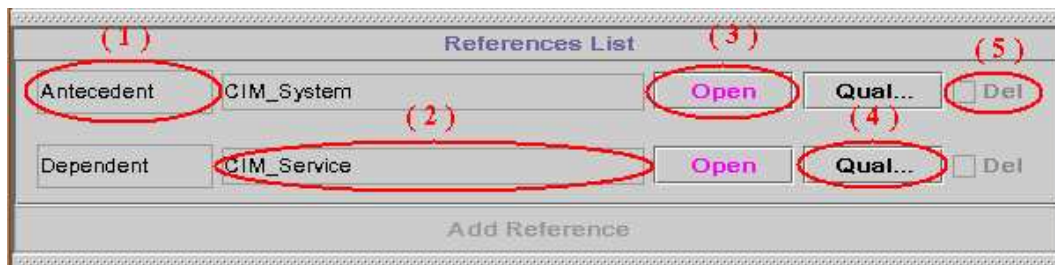 References List
(1) (3) (5)
Antecedent CIM_System Open Qual... Del
(2) (4)
Dependent CIM_Service Open Qual... Del
Add Reference